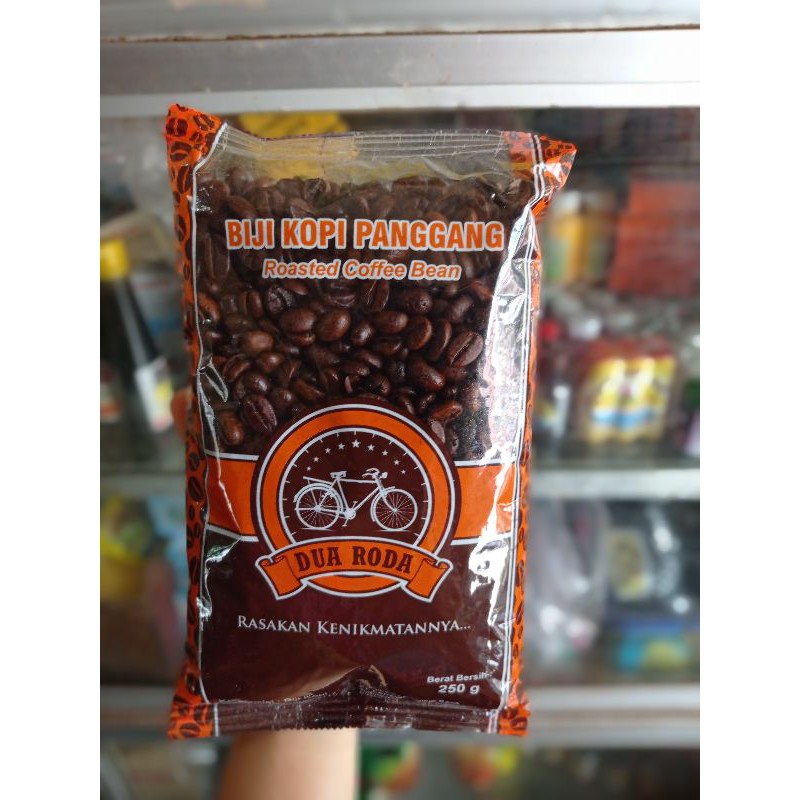 BIJI KOPI PANGGANG
Roasted Coffee Bean
DUA RODA
RASAKAN KENIKMATANNYA...
Berat Bersih
250 g